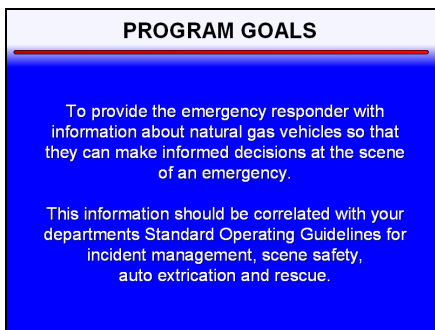 PROGRAM GOALS
To provide the emergency responder with
information about natural gas vehicles so that
they can make informed decisions at the scene
of an emergency.
This information should be correlated with your
departments Standard Operating Guidelines for
incident management, scene safety,
auto extrication and rescue.